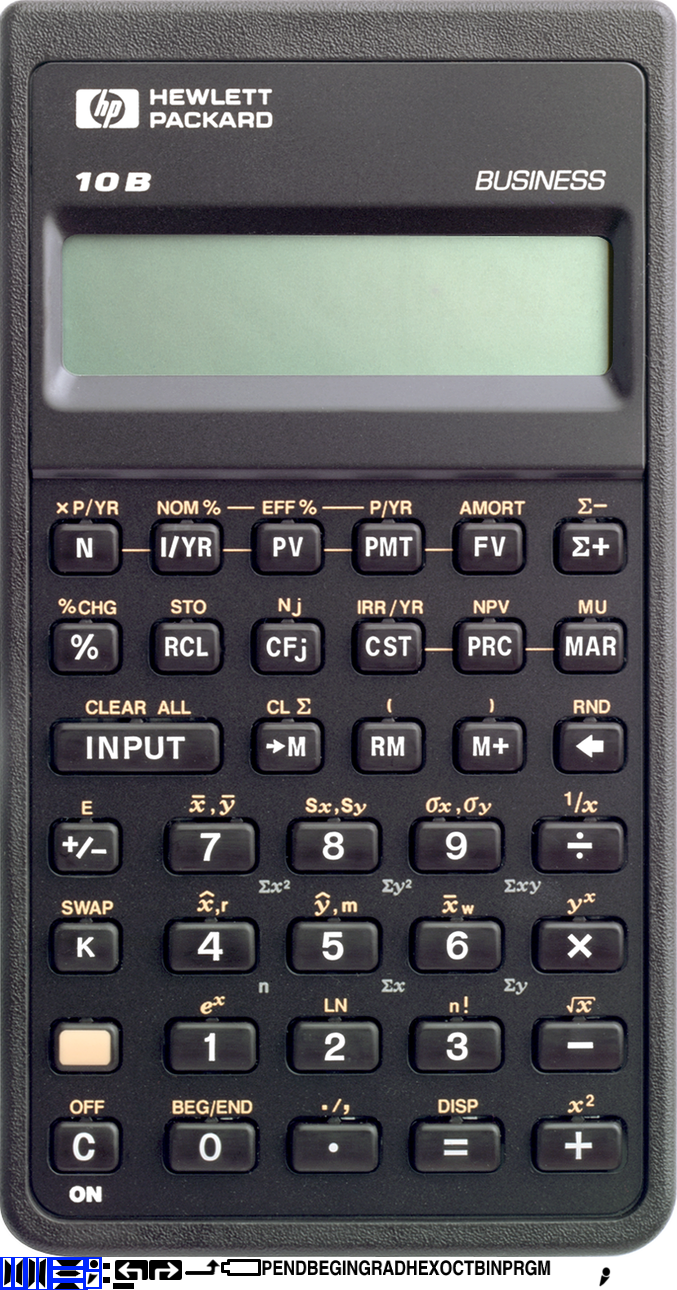 hp HEWLETT
PACKARD
10B BUSINESS
×P/YR NOM% EFF% P/YR AMORT Σ−
N I/YR PV PMT FV Σ+
%CHG STO Nj IRR/YR NPV MU
% RCL CFj CST PRC MAR
CLEAR ALL CL Σ ( ) RND
INPUT →M RM M+ ←
E x̄,ȳ Sx,Sy σx,σy 1/x
+/− 7 8 9 ÷
Σx² Σy² Σxy
SWAP x̂,r ŷ,m x̄w yˣ
K 4 5 6 ×
n Σx Σy
eˣ LN n! √x
1 2 3 −
OFF BEG/END ./, DISP x²
C 0 · = +
ON
PENDBEGINGRADHEXOCTBINPRGM ;